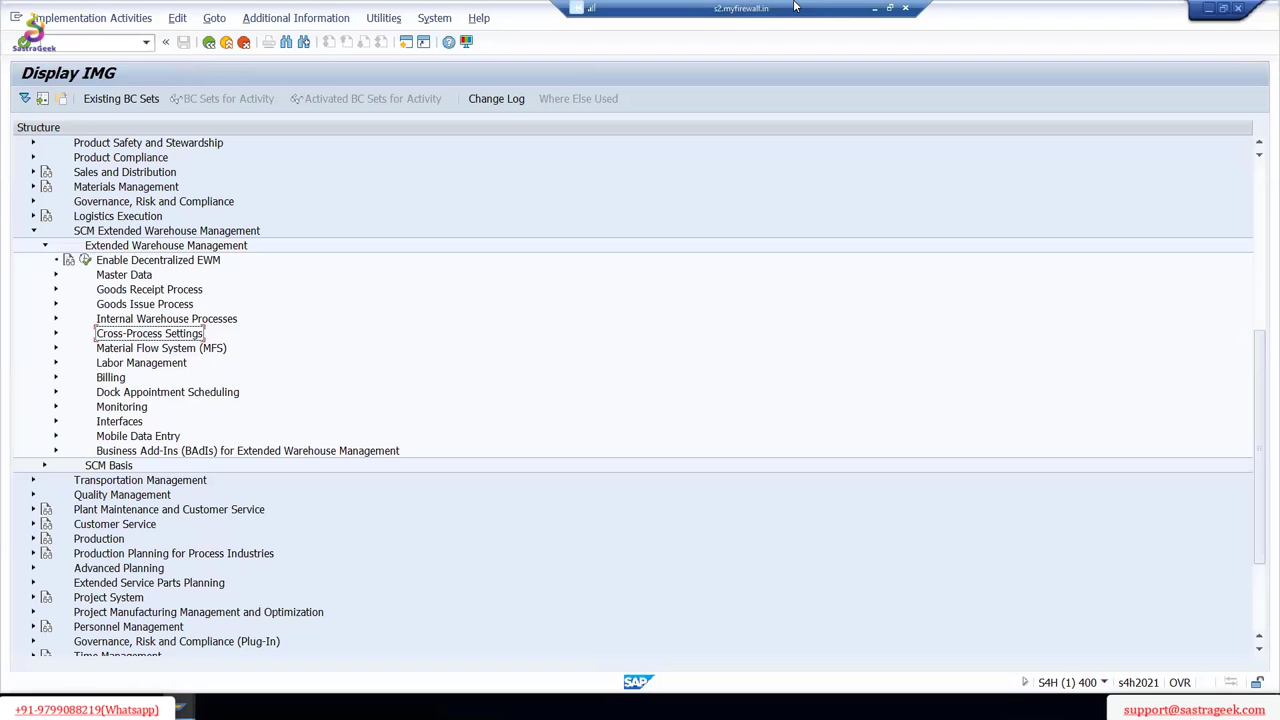 Implementation Activities Edit Goto Additional Information Utilities System Help
s2.myfirewall.in
SastraGeek
Display IMG
Existing BC Sets BC Sets for Activity Activated BC Sets for Activity Change Log Where Else Used
Structure
Product Safety and Stewardship
Product Compliance
Sales and Distribution
Materials Management
Governance, Risk and Compliance
Logistics Execution
SCM Extended Warehouse Management
Extended Warehouse Management
Enable Decentralized EWM
Master Data
Goods Receipt Process
Goods Issue Process
Internal Warehouse Processes
Cross-Process Settings
Material Flow System (MFS)
Labor Management
Billing
Dock Appointment Scheduling
Monitoring
Interfaces
Mobile Data Entry
Business Add-Ins (BAdIs) for Extended Warehouse Management
SCM Basis
Transportation Management
Quality Management
Plant Maintenance and Customer Service
Customer Service
Production
Production Planning for Process Industries
Advanced Planning
Extended Service Parts Planning
Project System
Project Manufacturing Management and Optimization
Personnel Management
Governance, Risk and Compliance (Plug-In)
Time Management
SAP
S4H (1) 400 s4h2021 OVR
+91-9799088219(Whatsapp)
support@sastrageek.com